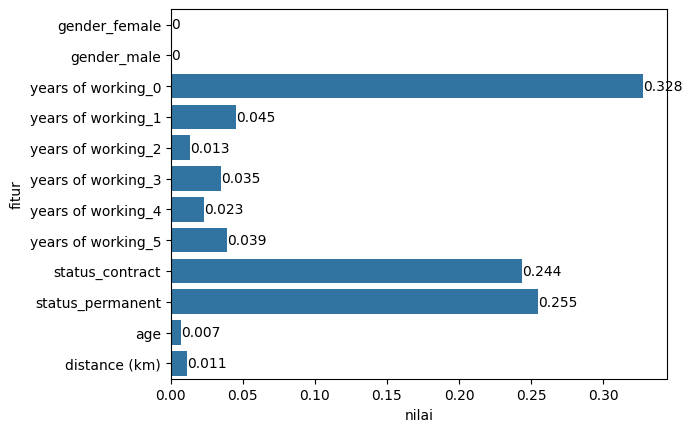 gender_female 0
gender_male 0
years of working_0 0.328
years of working_1 0.045
years of working_2 0.013
years of working_3 0.035
years of working_4 0.023
years of working_5 0.039
status_contract 0.244
status_permanent 0.255
age 0.007
distance (km) 0.011
fitur
0.00 0.05 0.10 0.15 0.20 0.25 0.30
nilai